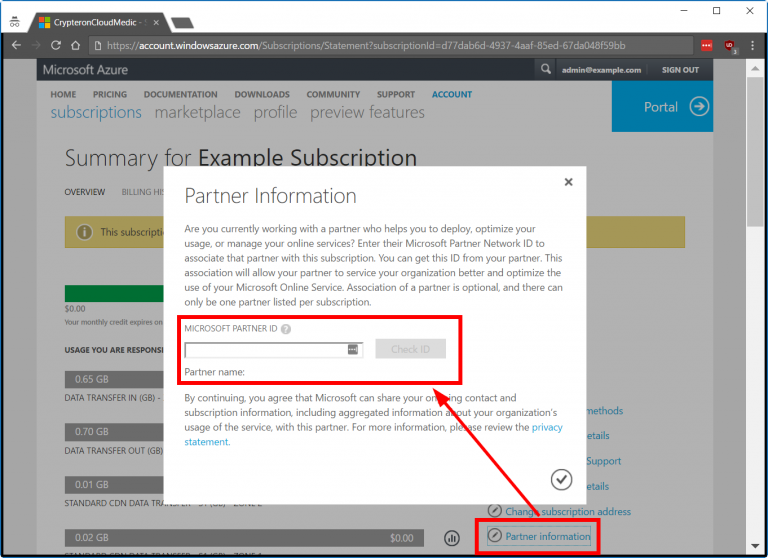 CrypteronCloudMedic - S
https://account.windowsazure.com/Subscriptions/Statement?subscriptionId=d77dab6d-4937-4aaf-85ed-67da048f59bb
Microsoft Azure
admin@example.com
SIGN OUT
HOME PRICING DOCUMENTATION DOWNLOADS COMMUNITY SUPPORT ACCOUNT
subscriptions marketplace profile preview features
Portal
Summary for Example Subscription
OVERVIEW BILLING HIS
This subscripti
$0.00
Your monthly credit expires on
USAGE YOU ARE RESPONS
0.65 GB
DATA TRANSFER IN (GB) -
0.70 GB
DATA TRANSFER OUT (GB)
0.01 GB
STANDARD CDN DATA TRANSFER
0.02 GB $0.00
Partner Information
Are you currently working with a partner who helps you to deploy, optimize your
usage, or manage your online services? Enter their Microsoft Partner Network ID to
associate that partner with this subscription. You can get this ID from your partner. This
association will allow your partner to service your organization better and optimize the
use of your Microsoft Online Service. Association of a partner is optional, and there can
only be one partner listed per subscription.
MICROSOFT PARTNER ID ?
Check ID
Partner name:
By continuing, you agree that Microsoft can share your ongoing contact and
subscription information, including aggregated information about your organization's
usage of the service, with this partner. For more information, please review the privacy
statement.
methods
etails
Support
etails
Change subscription address
Partner information